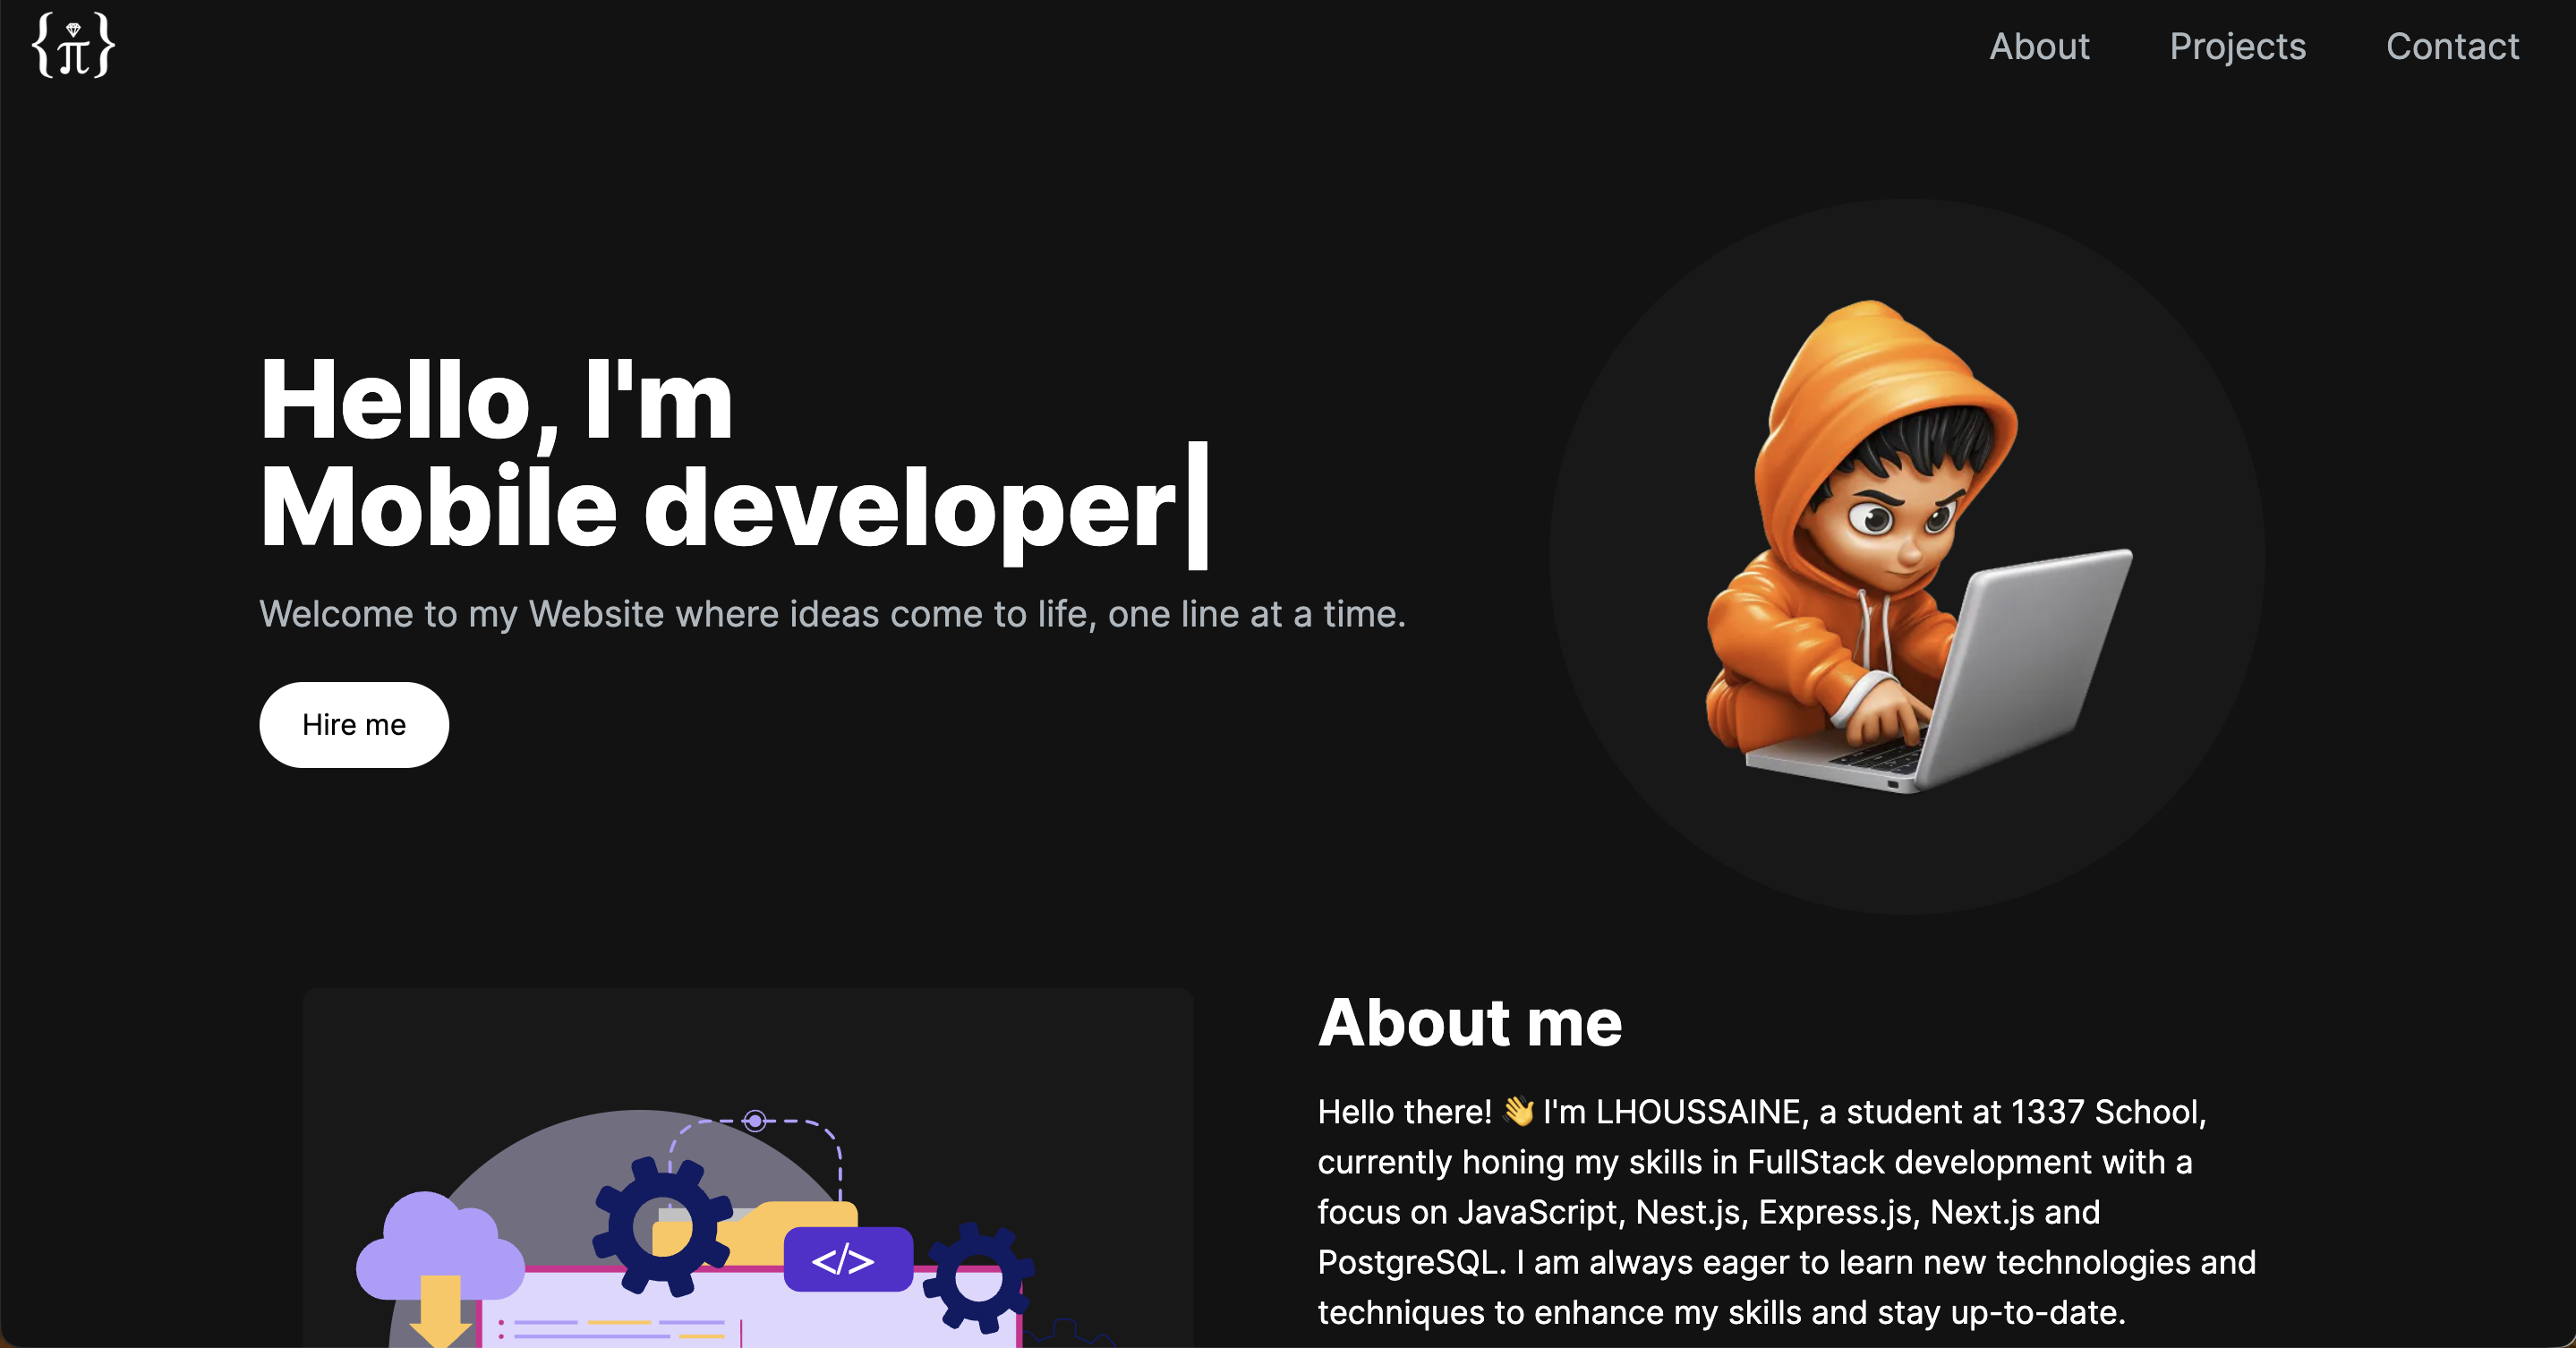 {π}
About Projects Contact
Hello, I'm
Mobile developer|
Welcome to my Website where ideas come to life, one line at a time.
Hire me
About me
Hello there! 👋 I'm LHOUSSAINE, a student at 1337 School,
currently honing my skills in FullStack development with a
focus on JavaScript, Nest.js, Express.js, Next.js and
PostgreSQL. I am always eager to learn new technologies and
techniques to enhance my skills and stay up-to-date.
</>